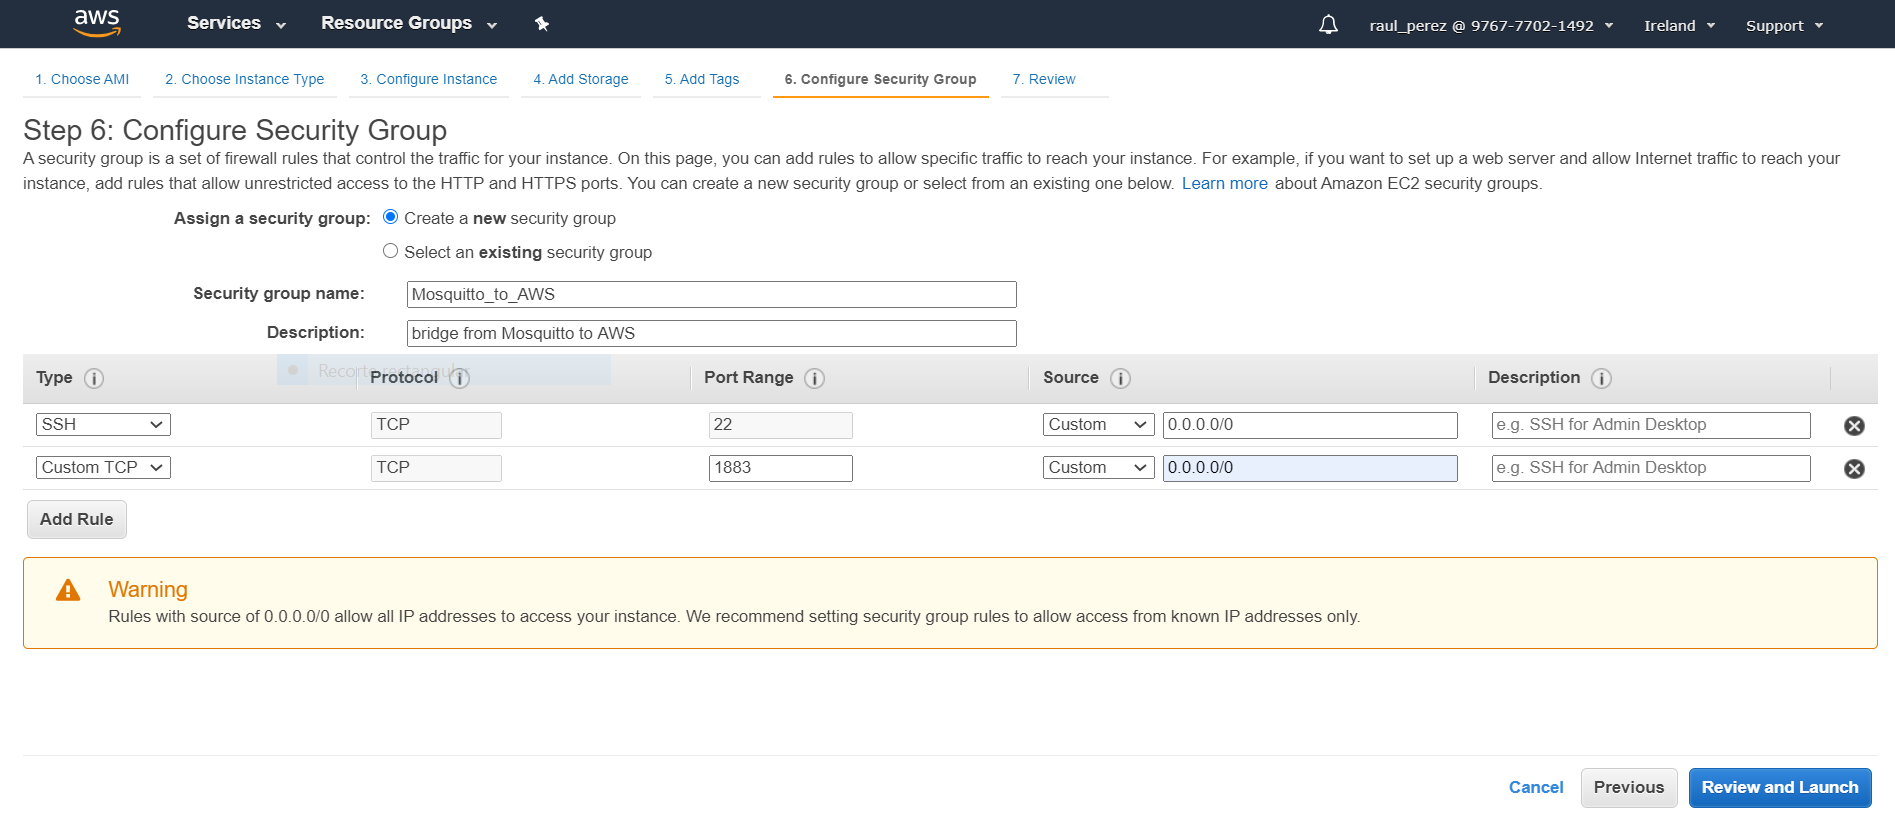 aws Services Resource Groups raul_perez @ 9767-7702-1492 Ireland Support
1. Choose AMI 2. Choose Instance Type 3. Configure Instance 4. Add Storage 5. Add Tags 6. Configure Security Group 7. Review
Step 6: Configure Security Group
A security group is a set of firewall rules that control the traffic for your instance. On this page, you can add rules to allow specific traffic to reach your instance. For example, if you want to set up a web server and allow Internet traffic to reach your
instance, add rules that allow unrestricted access to the HTTP and HTTPS ports. You can create a new security group or select from an existing one below. Learn more about Amazon EC2 security groups.
Assign a security group: Create a new security group
Select an existing security group
Security group name: Mosquitto_to_AWS
Description: bridge from Mosquitto to AWS
Recorte rectangular
Type i Protocol i Port Range i Source i Description i
SSH TCP 22 Custom 0.0.0.0/0 e.g. SSH for Admin Desktop
Custom TCP TCP 1883 Custom 0.0.0.0/0 e.g. SSH for Admin Desktop
Add Rule
Warning
Rules with source of 0.0.0.0/0 allow all IP addresses to access your instance. We recommend setting security group rules to allow access from known IP addresses only.
Cancel Previous Review and Launch